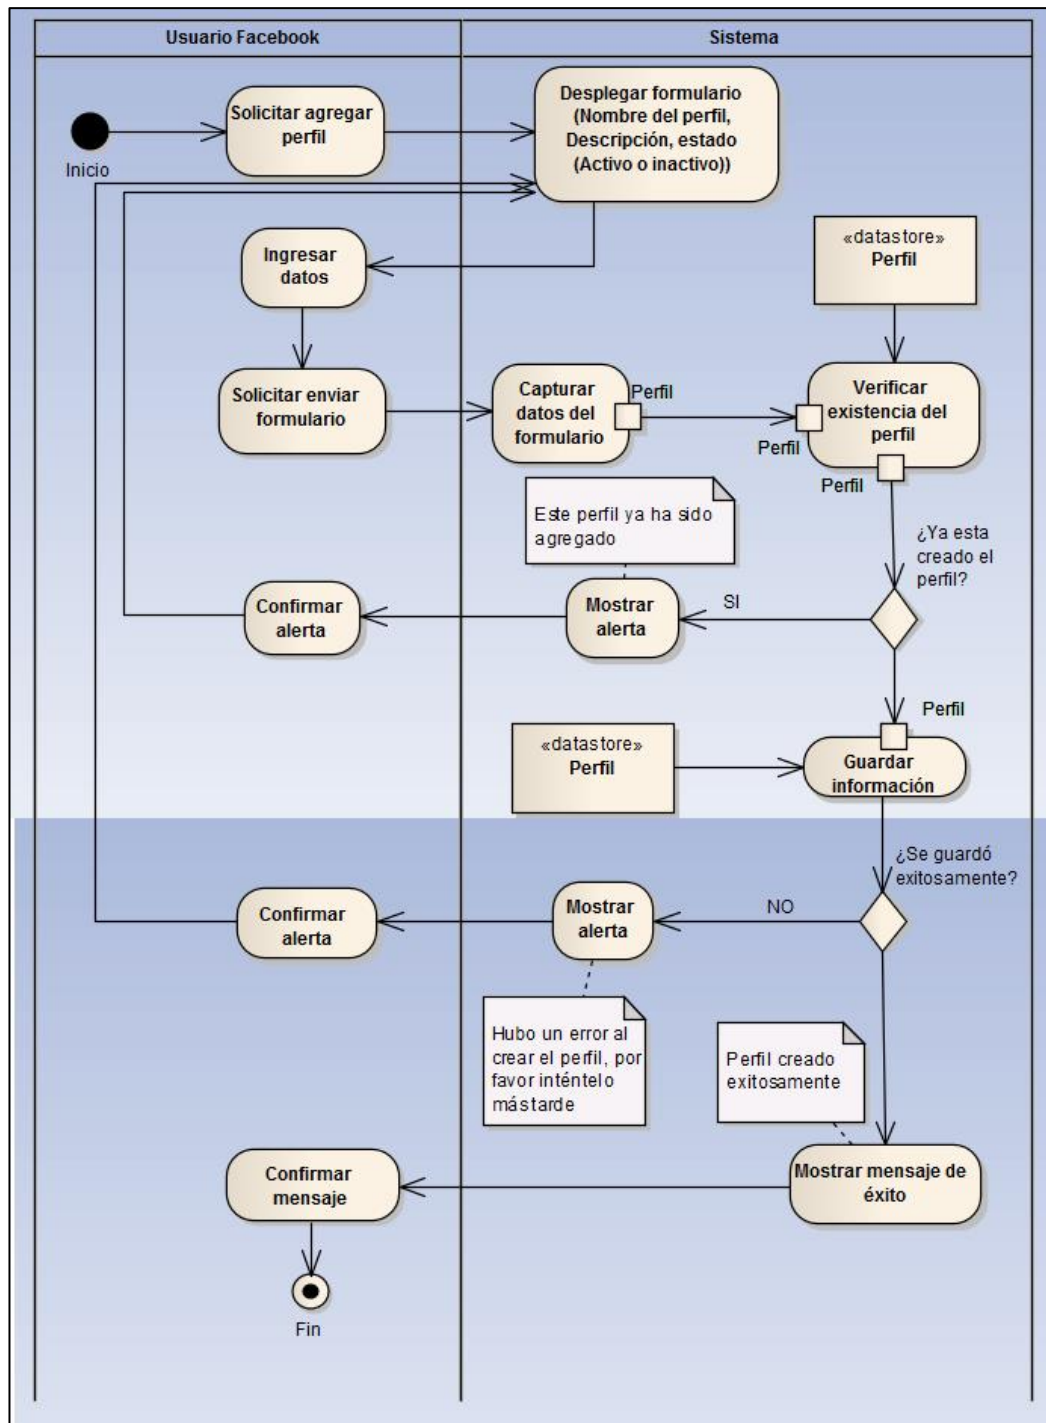 Usuario Facebook
Sistema
Inicio
Solicitar agregar
perfil
Desplegar formulario
(Nombre del perfil,
Descripción, estado
(Activo o inactivo))
Ingresar
datos
«datastore»
Perfil
Solicitar enviar
formulario
Capturar
datos del
formulario
Perfil
Perfil
Verificar
existencia del
perfil
Perfil
Este perfil ya ha sido
agregado
¿Ya esta
creado el
perfil?
SI
Mostrar
alerta
Confirmar
alerta
Perfil
«datastore»
Perfil
Guardar
información
¿Se guardó
exitosamente?
NO
Mostrar
alerta
Confirmar
alerta
Hubo un error al
crear el perfil, por
favor inténtelo
más tarde
Perfil creado
exitosamente
Mostrar mensaje de
éxito
Confirmar
mensaje
Fin